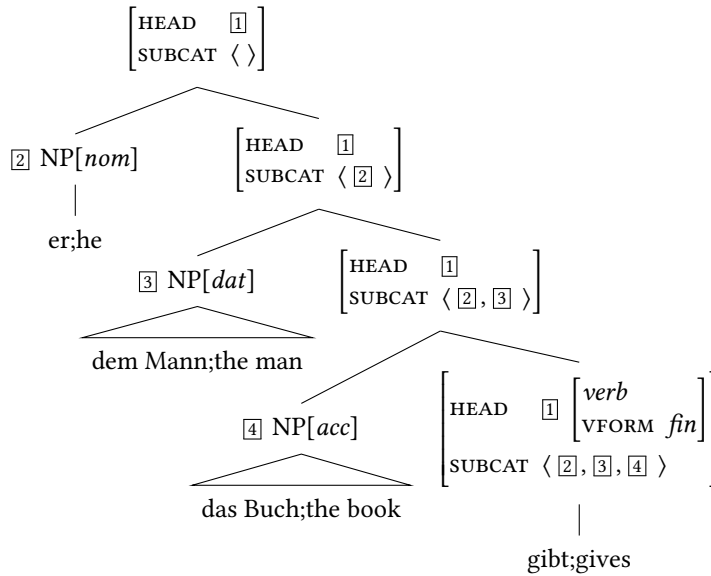 HEAD 1
SUBCAT ⟨ ⟩
2 NP[nom]
HEAD 1
SUBCAT ⟨ 2 ⟩
er;he
3 NP[dat]
HEAD 1
SUBCAT ⟨ 2 , 3 ⟩
dem Mann;the man
4 NP[acc]
HEAD 1 [verb
VFORM fin]
SUBCAT ⟨ 2 , 3 , 4 ⟩
das Buch;the book
gibt;gives